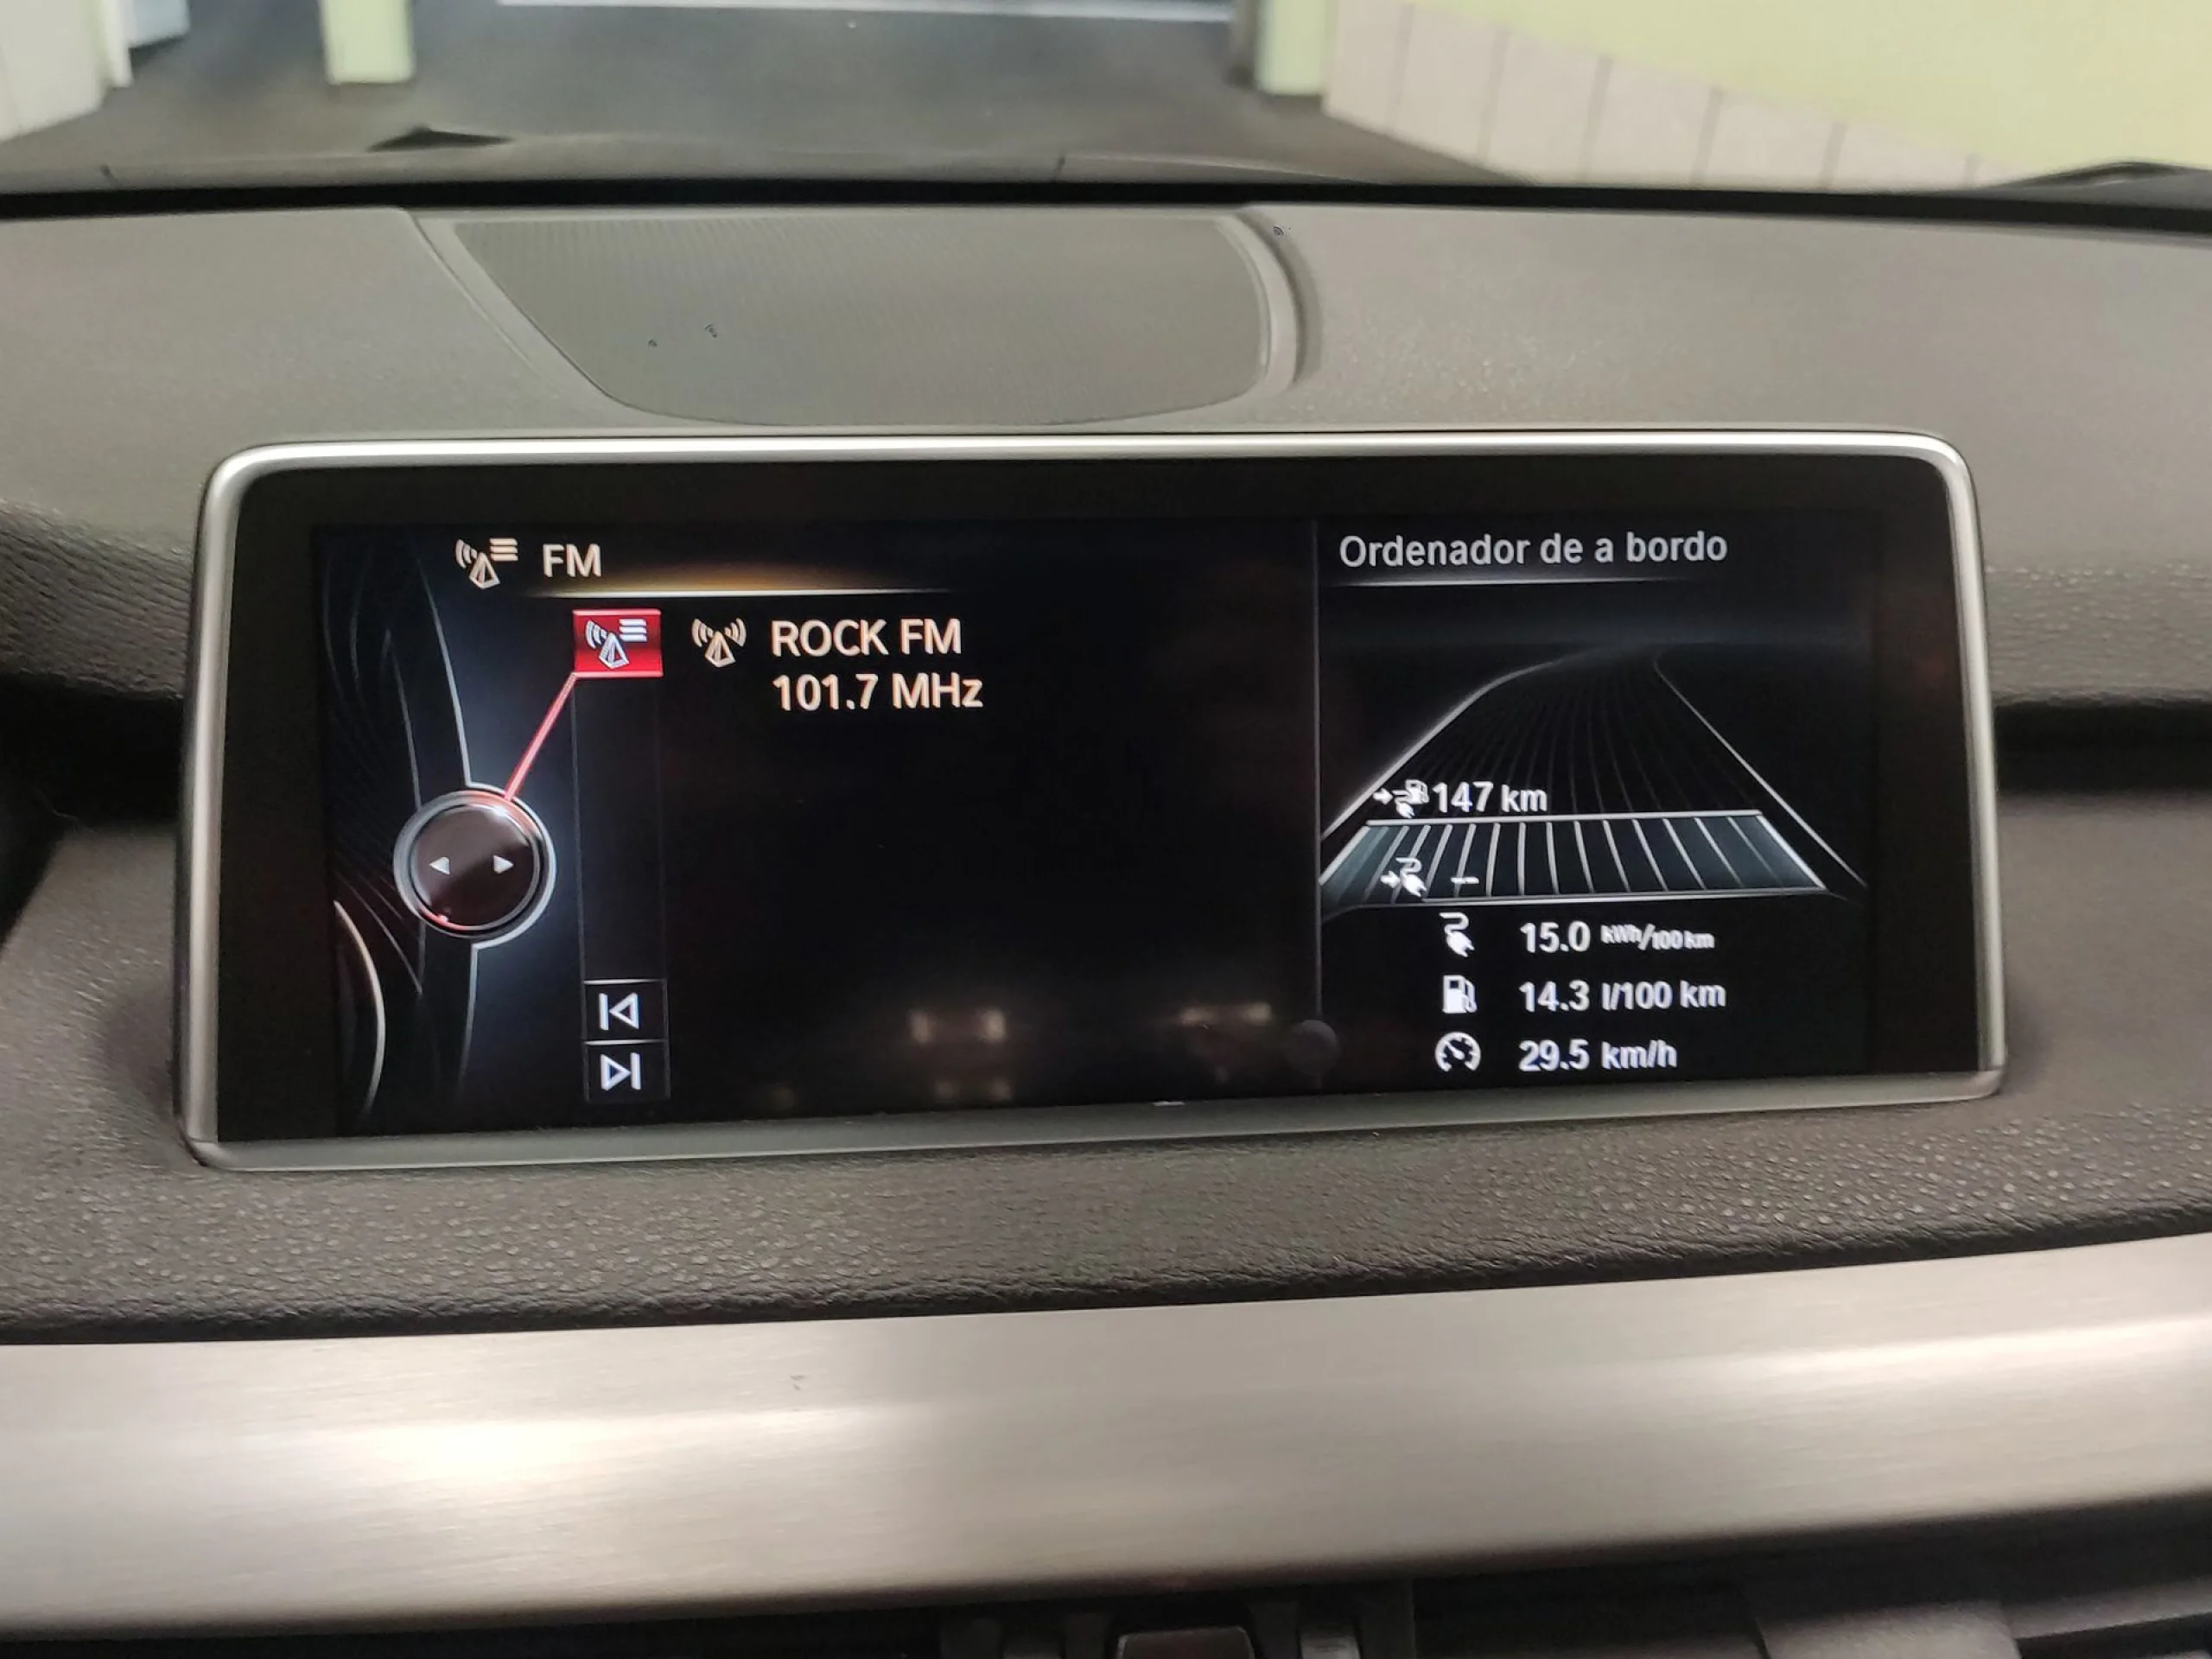 FM
ROCK FM
101.7 MHz
Ordenador de a bordo
147 km
--
15.0 kWh/100 km
14.3 l/100 km
29.5 km/h